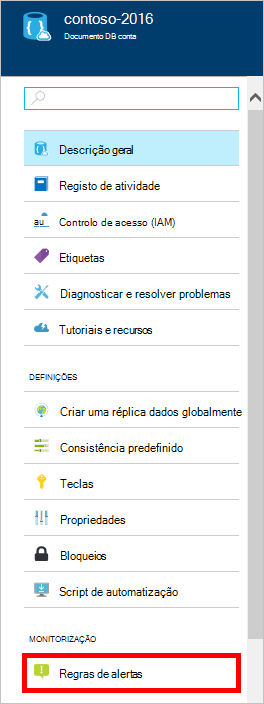 contoso-2016
Documento DB conta
Descrição geral
Registo de atividade
Controlo de acesso (IAM)
Etiquetas
Diagnosticar e resolver problemas
Tutoriais e recursos
DEFINIÇÕES
Criar uma réplica dados globalmente
Consistência predefinido
Teclas
Propriedades
Bloqueios
Script de automatização
MONITORIZAÇÃO
Regras de alertas